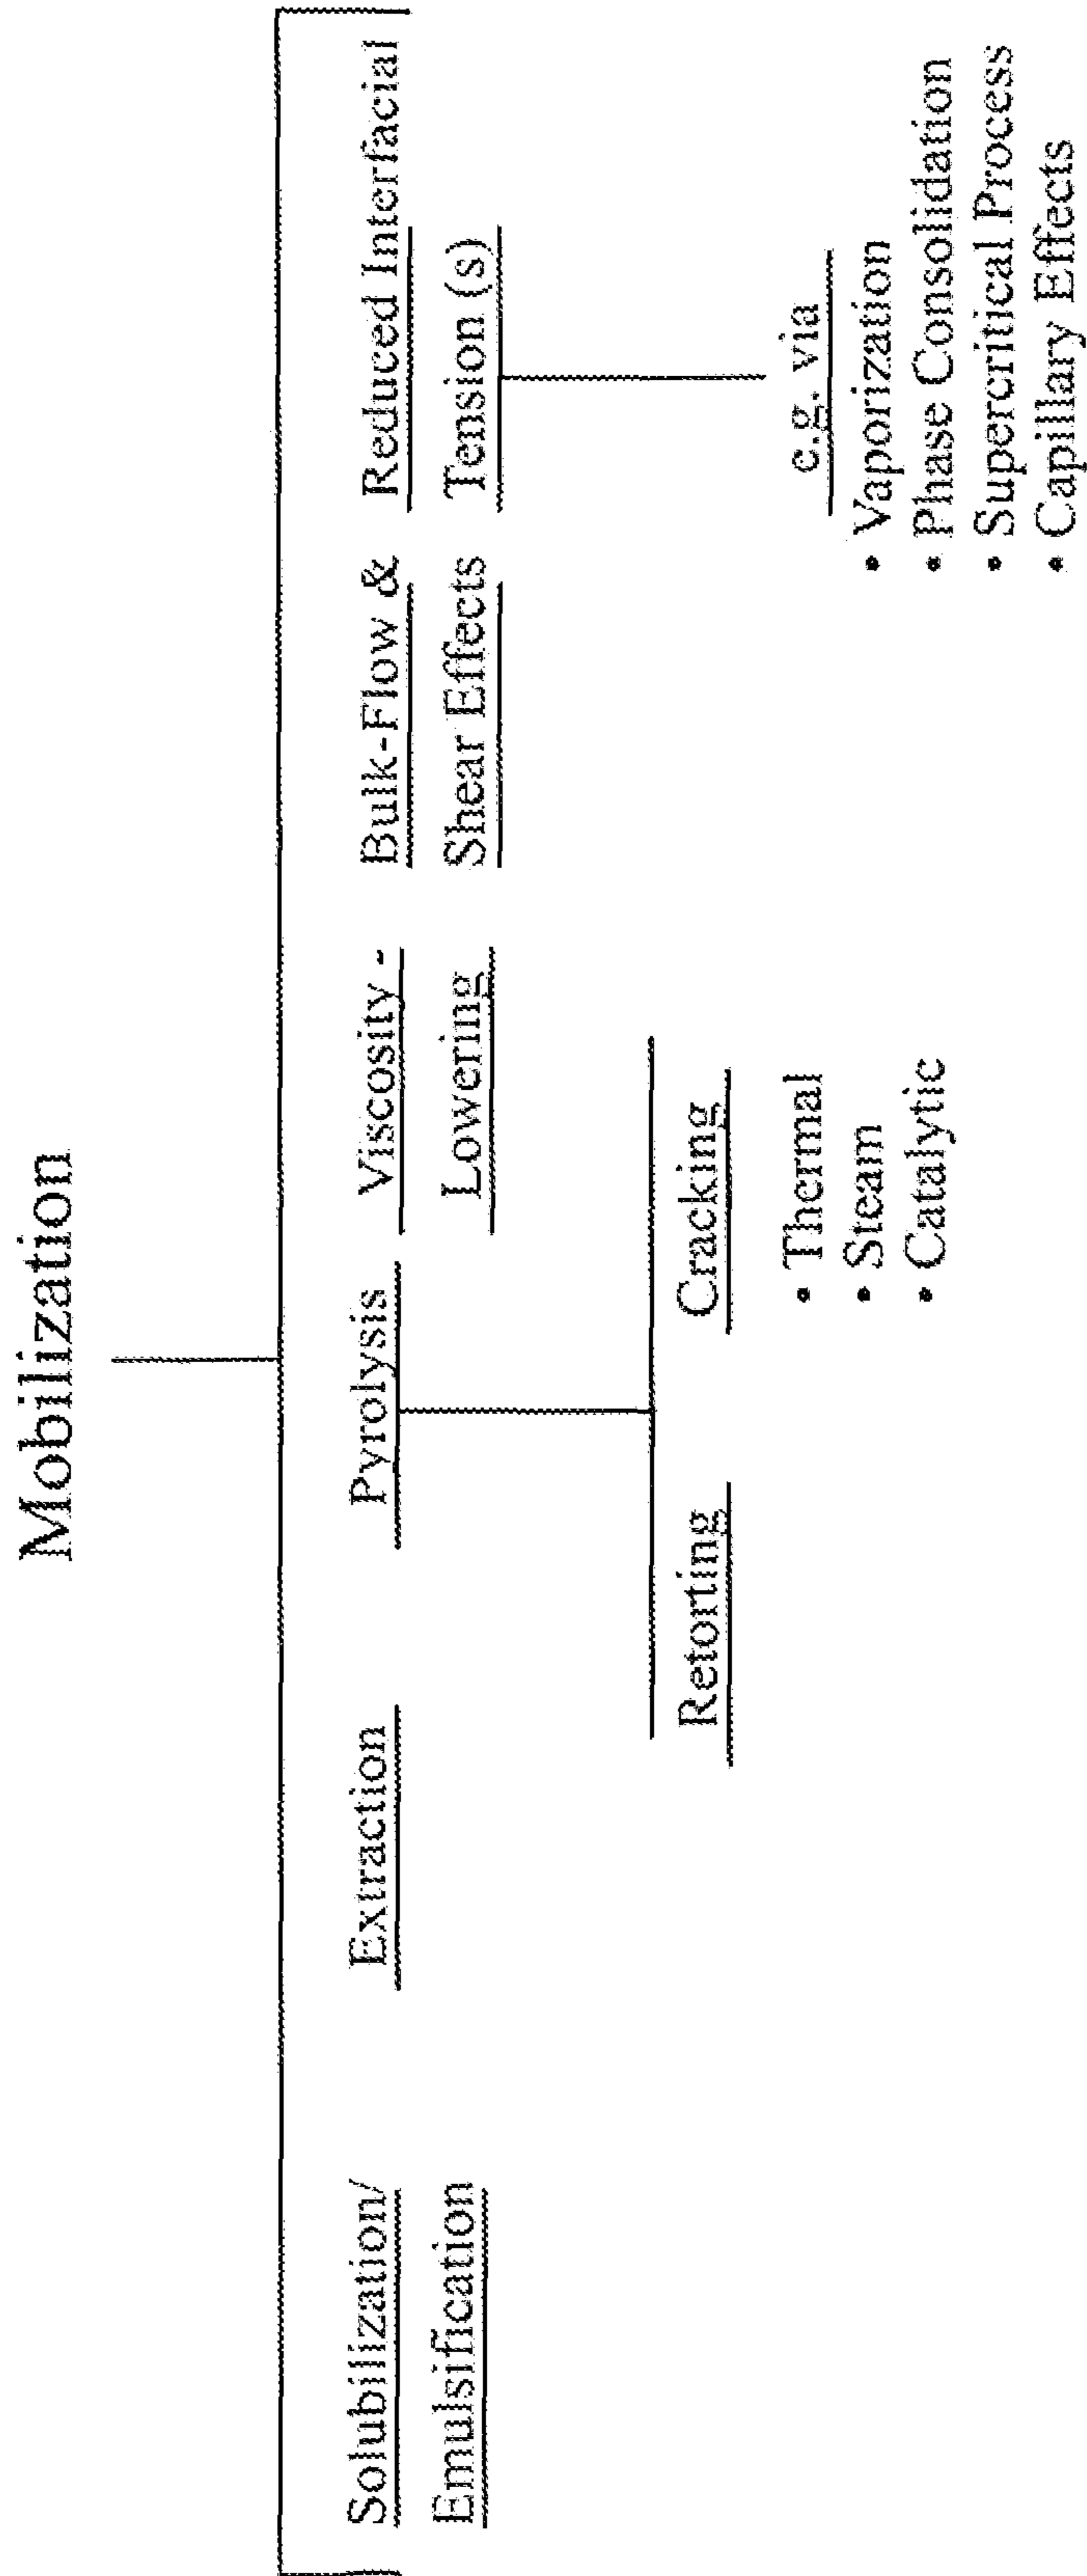 Mobilization
Solubilization/
Emulsification
Extraction
Pyrolysis
Viscosity -
Lowering
Bulk-Flow &
Shear Effects
Reduced Interfacial
Tension (s)
Retorting
Cracking
• Thermal
• Steam
• Catalytic
e.g. via
• Vaporization
• Phase Consolidation
• Supercritical Process
• Capillary Effects